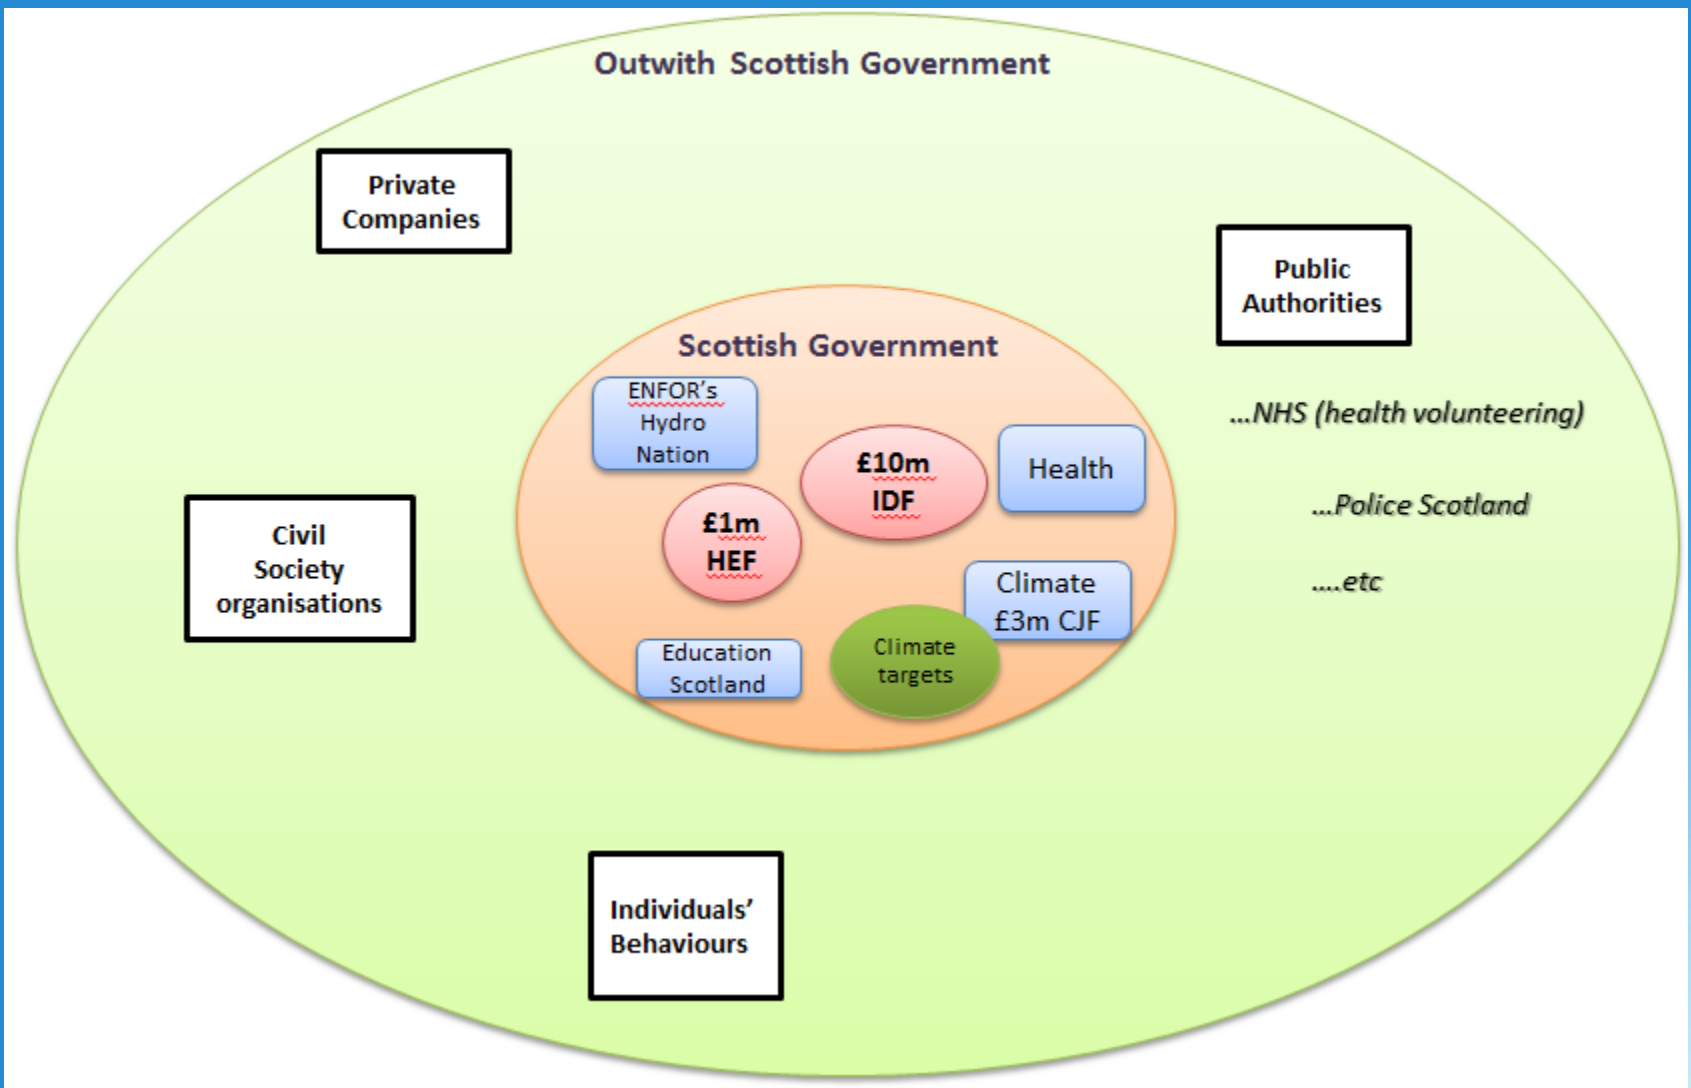 Outwith Scottish Government
Private
Companies
Public
Authorities
Scottish Government
ENFOR’s
Hydro
Nation
£10m
IDF
Health
£1m
HEF
...NHS (health volunteering)
...Police Scotland
....etc
Civil
Society
organisations
Climate
£3m CJF
Climate
targets
Education
Scotland
Individuals’
Behaviours